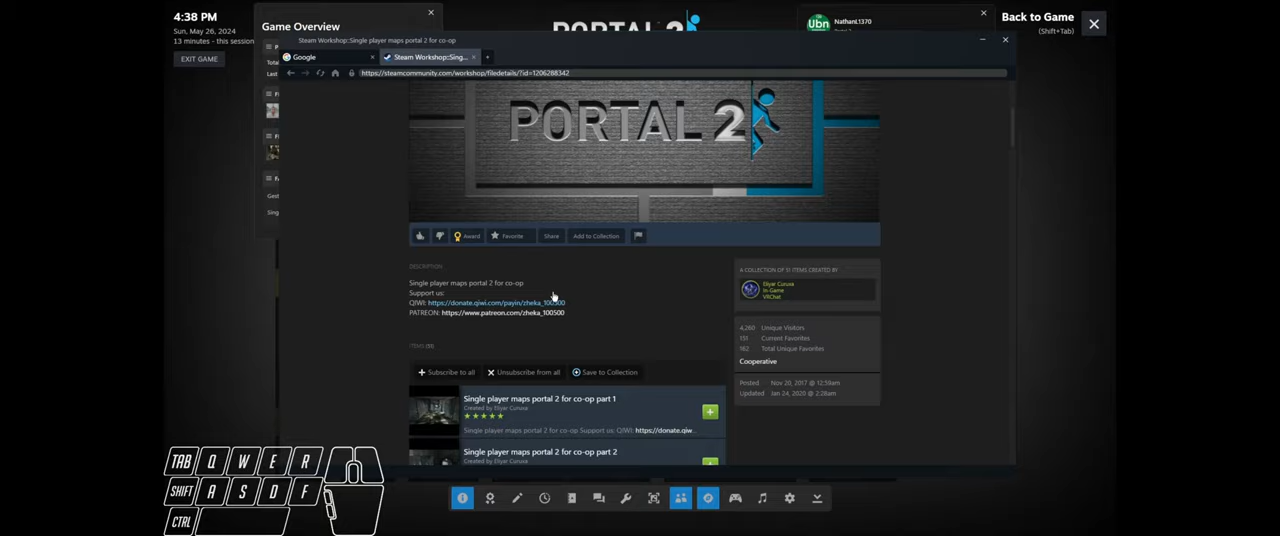 4:38 PM
Sun, May 26, 2024
13 minutes - this session
EXIT GAME
Game Overview
PORTAL 2
Ubn
NathanL1370
Back to Game
(Shift+Tab)
Steam Workshop::Single player maps portal 2 for co-op
Google
Steam Workshop::Sing...
https://steamcommunity.com/workshop/filedetails/?id=1206288342
PORTAL 2
Award
Favorite
Share
Add to Collection
DESCRIPTION
Single player maps portal 2 for co-op
Support us:
QIWI: https://donate.qiwi.com/payin/zheka_100500
PATREON: https://www.patreon.com/zheka_100500
A COLLECTION OF 51 ITEMS CREATED BY
Eliyar Curuxa
In-Game
VRChat
4,260 Unique Visitors
151 Current Favorites
182 Total Unique Favorites
Cooperative
Posted Nov 20, 2017 @ 12:59am
Updated Jan 24, 2020 @ 2:28am
ITEMS (51)
Subscribe to all
Unsubscribe from all
Save to Collection
Single player maps portal 2 for co-op part 1
Created by Eliyar Curuxa
Single player maps portal 2 for co-op Support us: QIWI: https://donate.qiw...
Single player maps portal 2 for co-op part 2
Created by Eliyar Curuxa
TAB Q W E R
SHIFT A S D F
CTRL